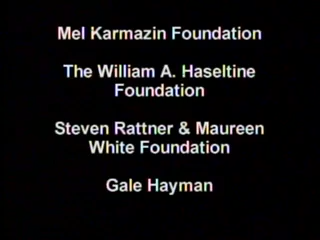 Mel Karmazin Foundation
The William A. Haseltine
Foundation
Steven Rattner & Maureen
White Foundation
Gale Hayman